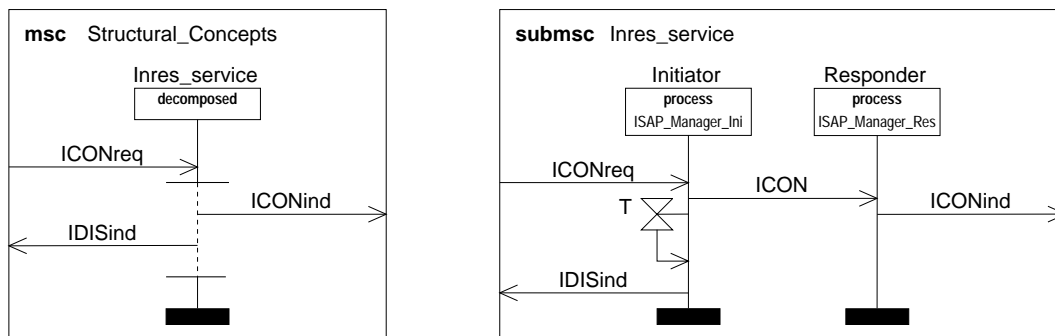 msc Structural_Concepts
Inres_service
decomposed
ICONreq
ICONind
IDISind
submsc Inres_service
Initiator
Responder
process
ISAP_Manager_Ini
process
ISAP_Manager_Res
ICONreq
ICON
T
ICONind
IDISind